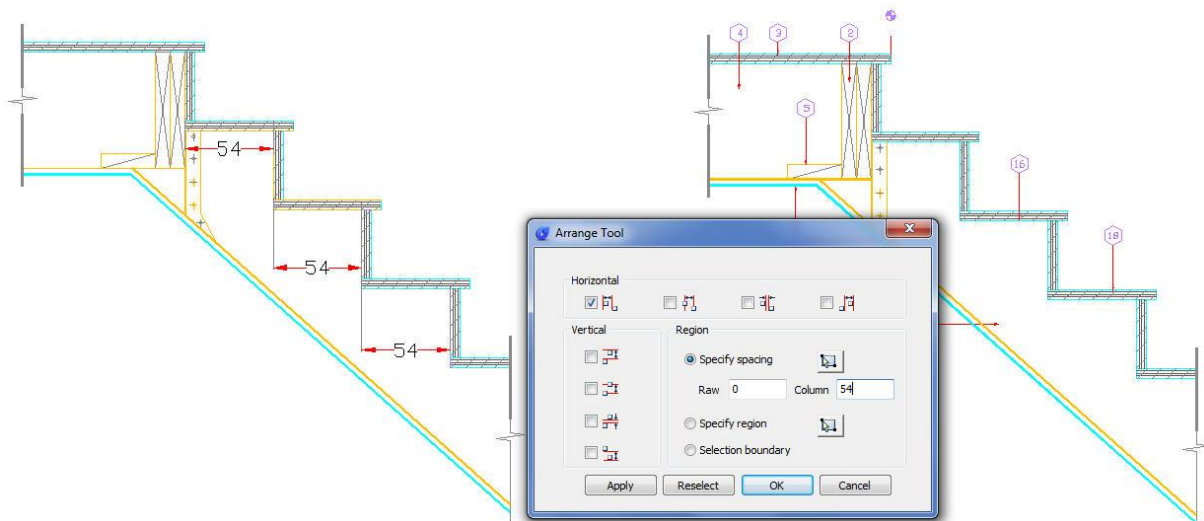 54
54
54
4
3
2
5
16
18
Arrange Tool
Horizontal
Vertical
Region
Specify spacing
Raw 0 Column 54
Specify region
Selection boundary
Apply Reselect OK Cancel